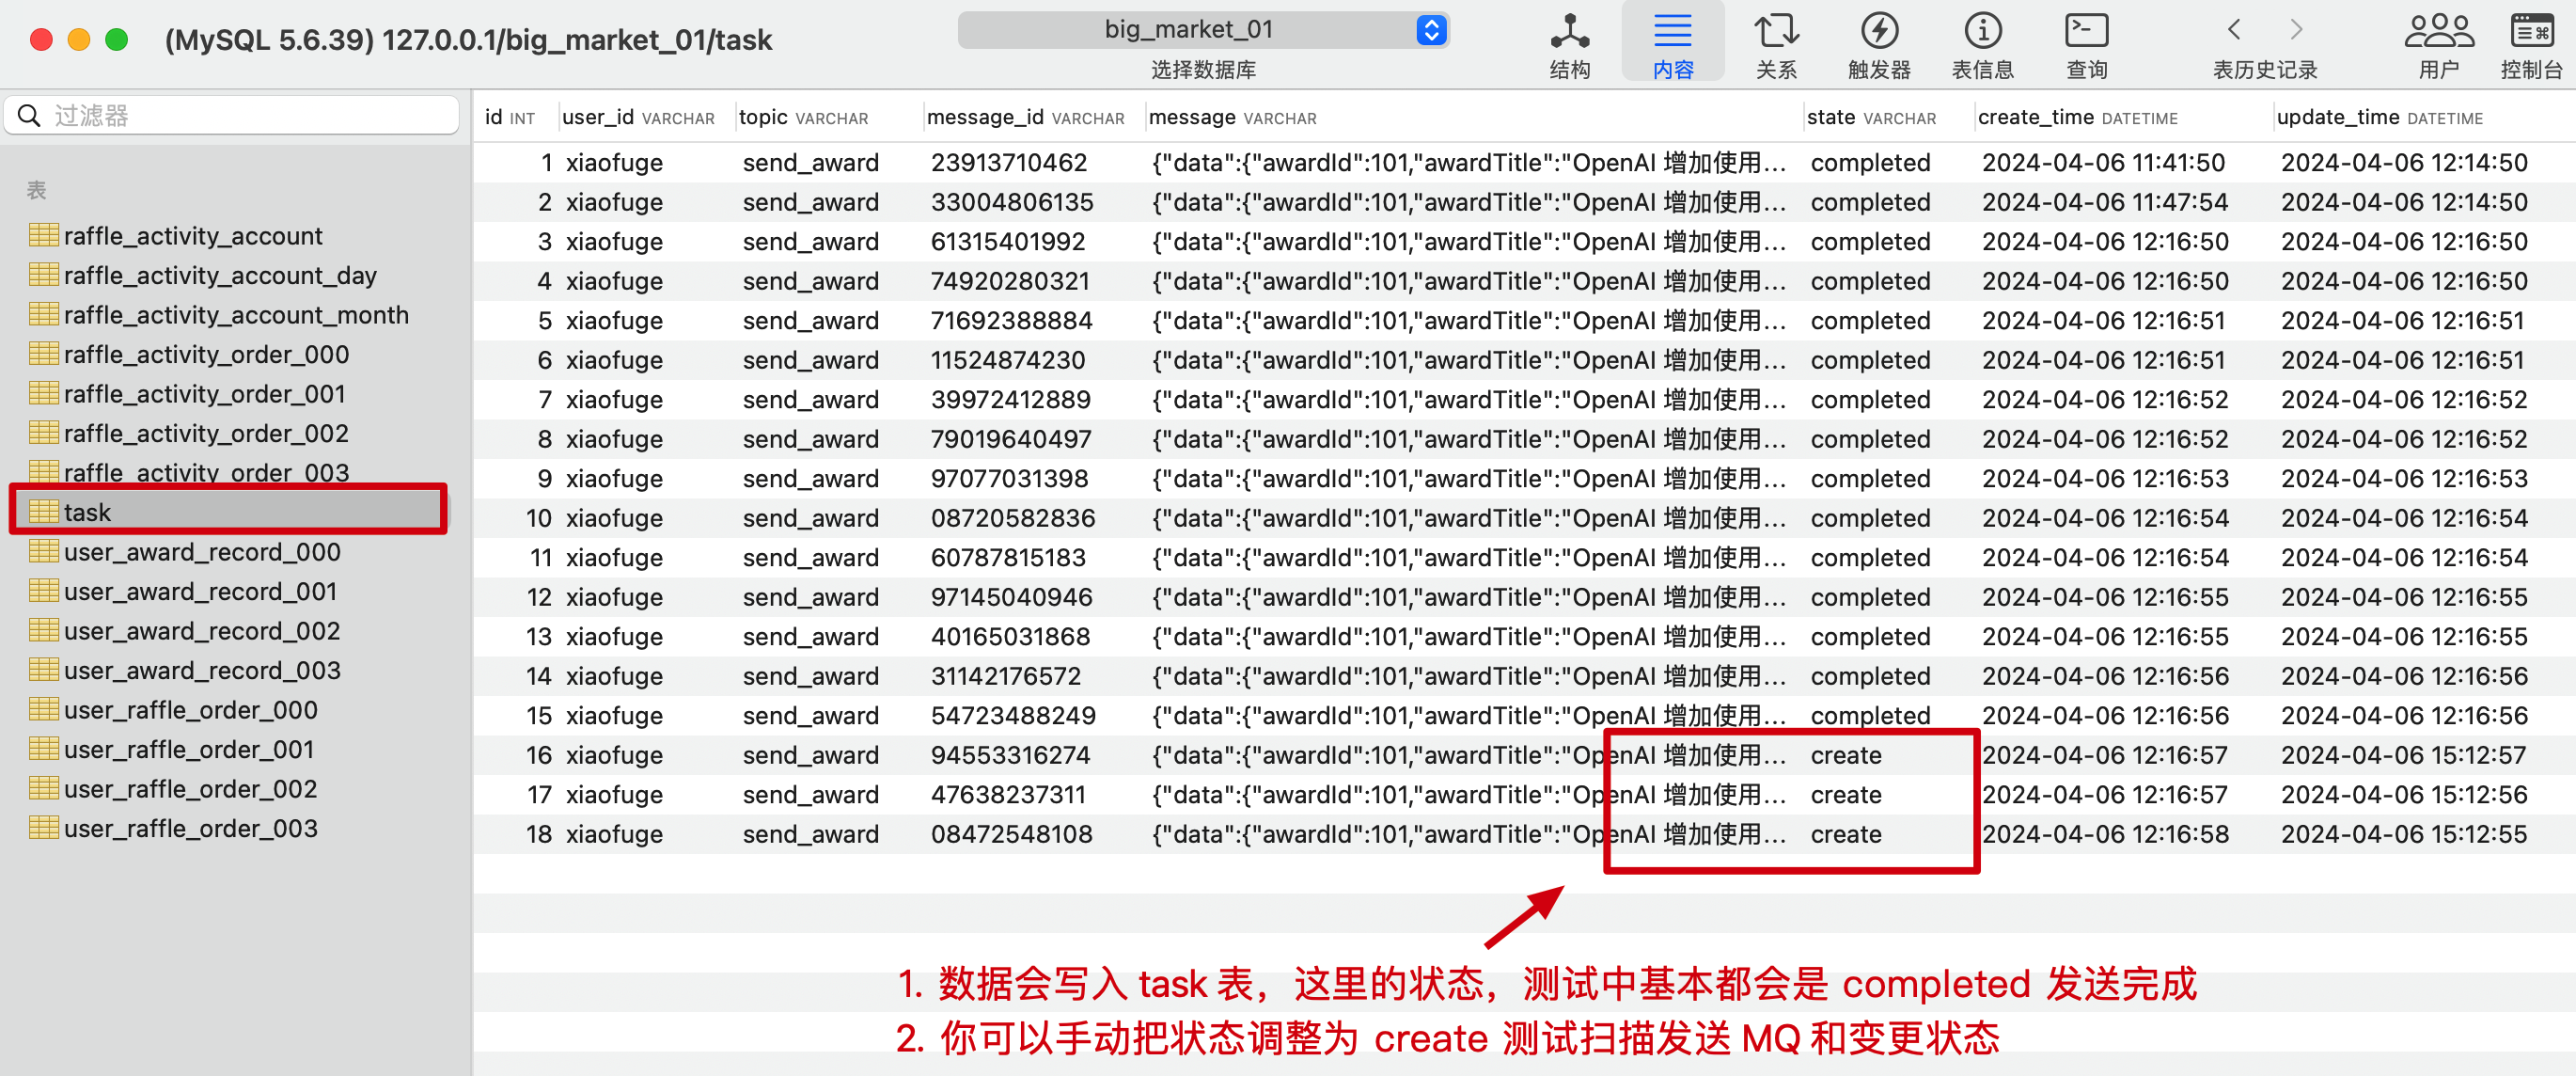 (MySQL 5.6.39) 127.0.0.1/big_market_01/task
big_market_01
选择数据库
结构
内容
关系
触发器
表信息
查询
表历史记录
用户
控制台
过滤器
表
raffle_activity_account
raffle_activity_account_day
raffle_activity_account_month
raffle_activity_order_000
raffle_activity_order_001
raffle_activity_order_002
raffle_activity_order_003
task
user_award_record_000
user_award_record_001
user_award_record_002
user_award_record_003
user_raffle_order_000
user_raffle_order_001
user_raffle_order_002
user_raffle_order_003
id INT user_id VARCHAR topic VARCHAR message_id VARCHAR message VARCHAR state VARCHAR create_time DATETIME update_time DATETIME
1 xiaofuge send_award 23913710462 {"data":{"awardId":101,"awardTitle":"OpenAI 增加使用... completed 2024-04-06 11:41:50 2024-04-06 12:14:50
2 xiaofuge send_award 33004806135 {"data":{"awardId":101,"awardTitle":"OpenAI 增加使用... completed 2024-04-06 11:47:54 2024-04-06 12:14:50
3 xiaofuge send_award 61315401992 {"data":{"awardId":101,"awardTitle":"OpenAI 增加使用... completed 2024-04-06 12:16:50 2024-04-06 12:16:50
4 xiaofuge send_award 74920280321 {"data":{"awardId":101,"awardTitle":"OpenAI 增加使用... completed 2024-04-06 12:16:50 2024-04-06 12:16:50
5 xiaofuge send_award 71692388884 {"data":{"awardId":101,"awardTitle":"OpenAI 增加使用... completed 2024-04-06 12:16:51 2024-04-06 12:16:51
6 xiaofuge send_award 11524874230 {"data":{"awardId":101,"awardTitle":"OpenAI 增加使用... completed 2024-04-06 12:16:51 2024-04-06 12:16:51
7 xiaofuge send_award 39972412889 {"data":{"awardId":101,"awardTitle":"OpenAI 增加使用... completed 2024-04-06 12:16:52 2024-04-06 12:16:52
8 xiaofuge send_award 79019640497 {"data":{"awardId":101,"awardTitle":"OpenAI 增加使用... completed 2024-04-06 12:16:52 2024-04-06 12:16:52
9 xiaofuge send_award 97077031398 {"data":{"awardId":101,"awardTitle":"OpenAI 增加使用... completed 2024-04-06 12:16:53 2024-04-06 12:16:53
10 xiaofuge send_award 08720582836 {"data":{"awardId":101,"awardTitle":"OpenAI 增加使用... completed 2024-04-06 12:16:54 2024-04-06 12:16:54
11 xiaofuge send_award 60787815183 {"data":{"awardId":101,"awardTitle":"OpenAI 增加使用... completed 2024-04-06 12:16:54 2024-04-06 12:16:54
12 xiaofuge send_award 97145040946 {"data":{"awardId":101,"awardTitle":"OpenAI 增加使用... completed 2024-04-06 12:16:55 2024-04-06 12:16:55
13 xiaofuge send_award 40165031868 {"data":{"awardId":101,"awardTitle":"OpenAI 增加使用... completed 2024-04-06 12:16:55 2024-04-06 12:16:55
14 xiaofuge send_award 31142176572 {"data":{"awardId":101,"awardTitle":"OpenAI 增加使用... completed 2024-04-06 12:16:56 2024-04-06 12:16:56
15 xiaofuge send_award 54723488249 {"data":{"awardId":101,"awardTitle":"OpenAI 增加使用... completed 2024-04-06 12:16:56 2024-04-06 12:16:56
16 xiaofuge send_award 94553316274 {"data":{"awardId":101,"awardTitle":"OpenAI 增加使用... create 2024-04-06 12:16:57 2024-04-06 15:12:57
17 xiaofuge send_award 47638237311 {"data":{"awardId":101,"awardTitle":"OpenAI 增加使用... create 2024-04-06 12:16:57 2024-04-06 15:12:56
18 xiaofuge send_award 08472548108 {"data":{"awardId":101,"awardTitle":"OpenAI 增加使用... create 2024-04-06 12:16:58 2024-04-06 15:12:55
1. 数据会写入 task 表，这里的状态，测试中基本都会是 completed 发送完成
2. 你可以手动把状态调整为 create 测试扫描发送 MQ 和变更状态